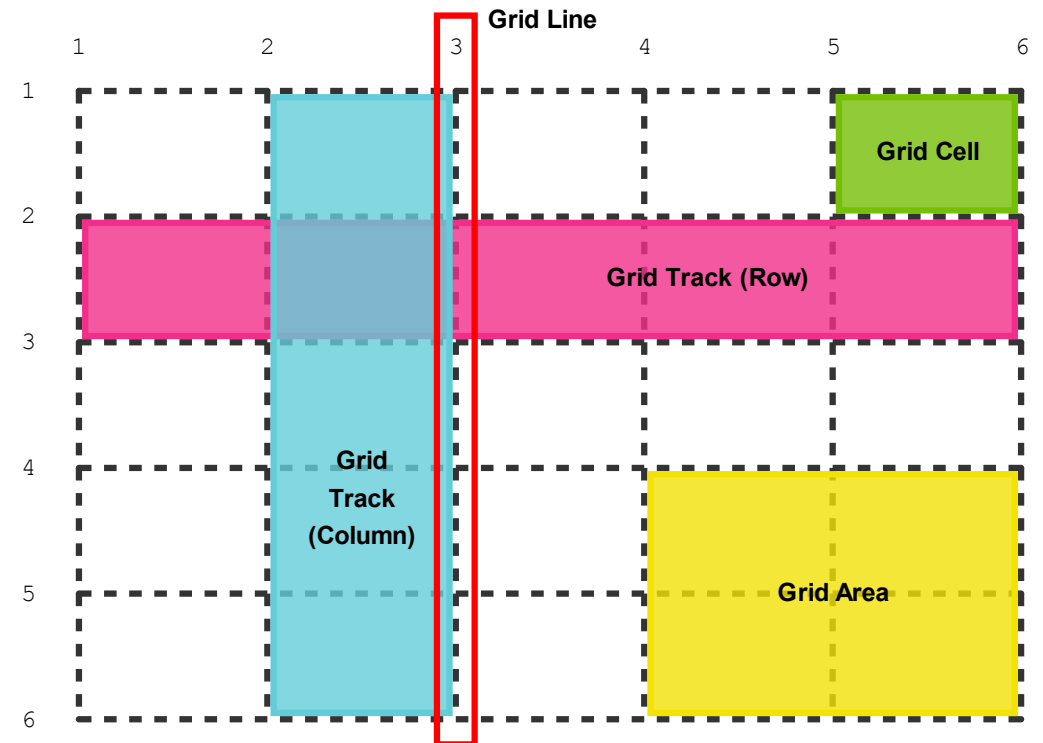 Grid Line
1 2 3 4 5 6
1
Grid Cell
2
Grid Track (Row)
3
Grid
Track
(Column)
4
5
Grid Area
6